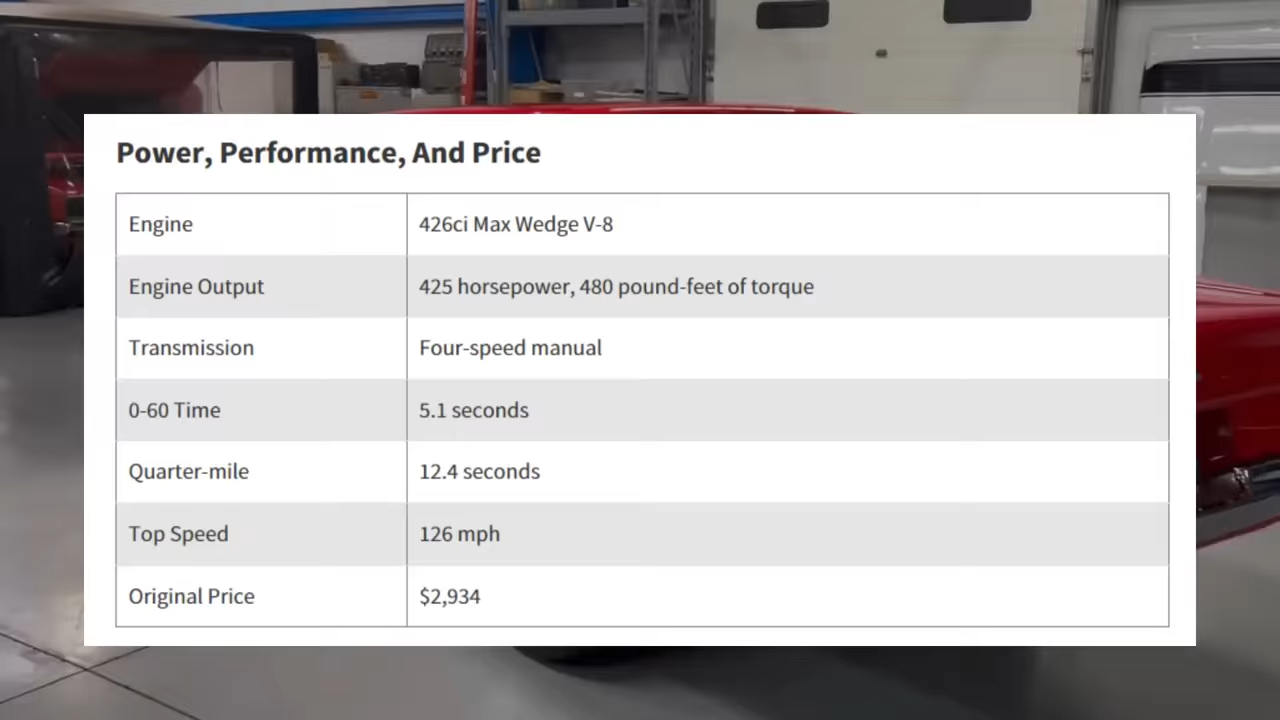 Power, Performance, And Price
Engine 426ci Max Wedge V-8
Engine Output 425 horsepower, 480 pound-feet of torque
Transmission Four-speed manual
0-60 Time 5.1 seconds
Quarter-mile 12.4 seconds
Top Speed 126 mph
Original Price $2,934